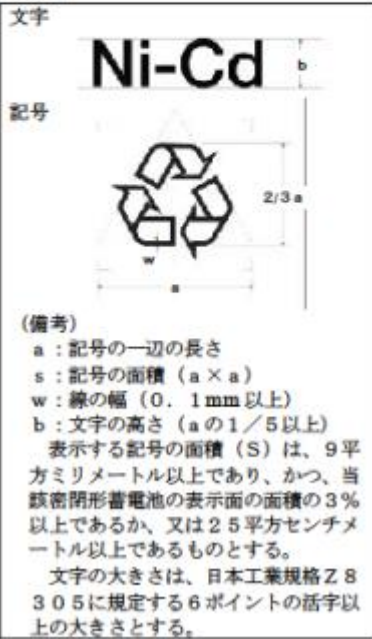 文字
Ni-Cd
b
記号
2/3a
w
a
(備考)
a:記号の一辺の長さ
s:記号の面積(a×a)
w:線の幅(0.1mm以上)
b:文字の高さ(aの1/5以上)
表示する記号の面積(S)は、9平
方ミリメートル以上であり、かつ、当
該密閉形蓄電池の表示面の面積の3%
以上であるか、又は25平方センチメ
ートル以上であるものとする。
文字の大きさは、日本工業規格Z8
305に規定する6ポイントの活字以
上の大きさとする。